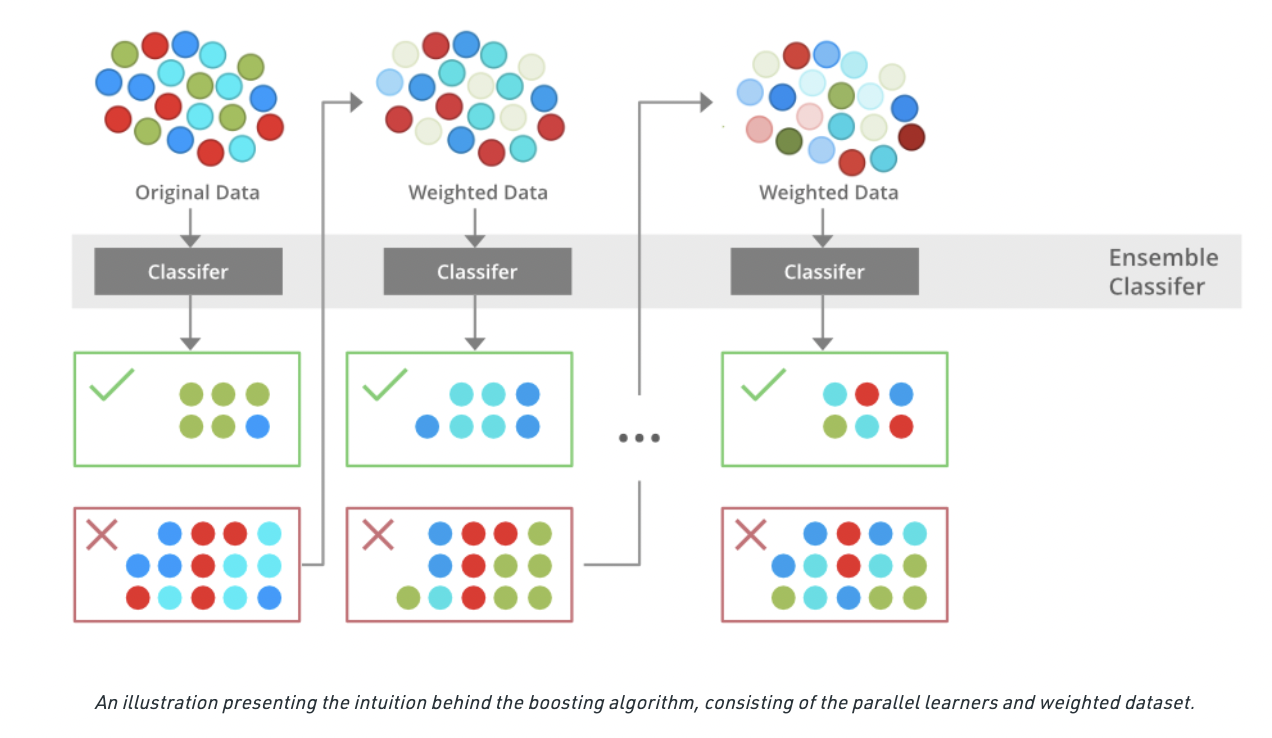 Original Data
Weighted Data
Weighted Data
Classifer
Classifer
Classifer
Ensemble
Classifer
...
An illustration presenting the intuition behind the boosting algorithm, consisting of the parallel learners and weighted dataset.